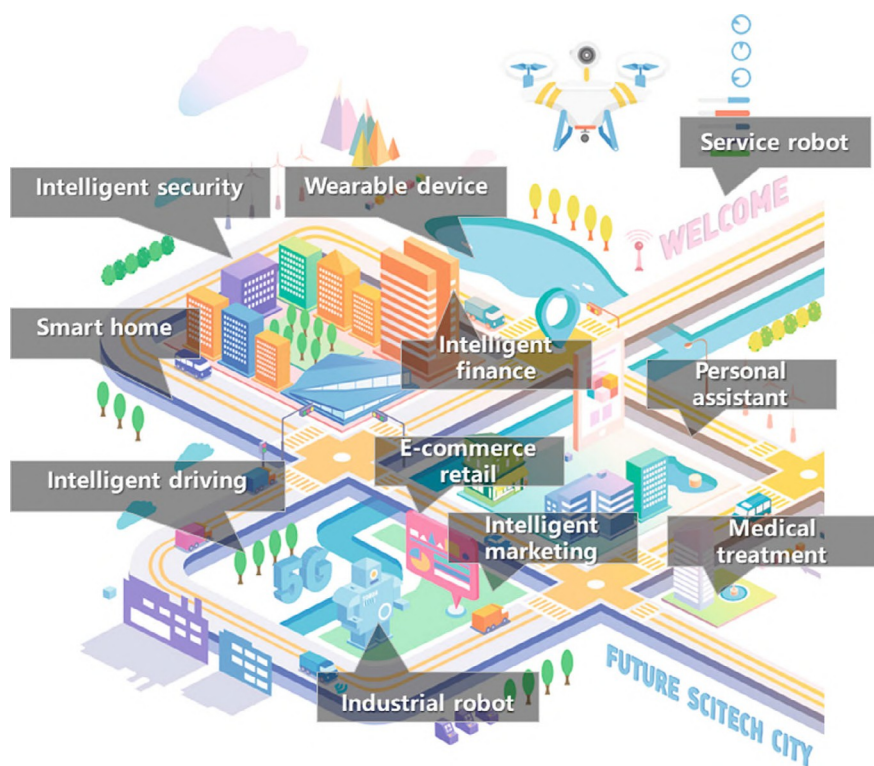 Service robot
Intelligent security
Wearable device
WELCOME
Smart home
Intelligent
finance
Personal
assistant
E-commerce
retail
Intelligent driving
Intelligent
marketing
Medical
treatment
5G
Industrial robot
FUTURE SCITECH CITY